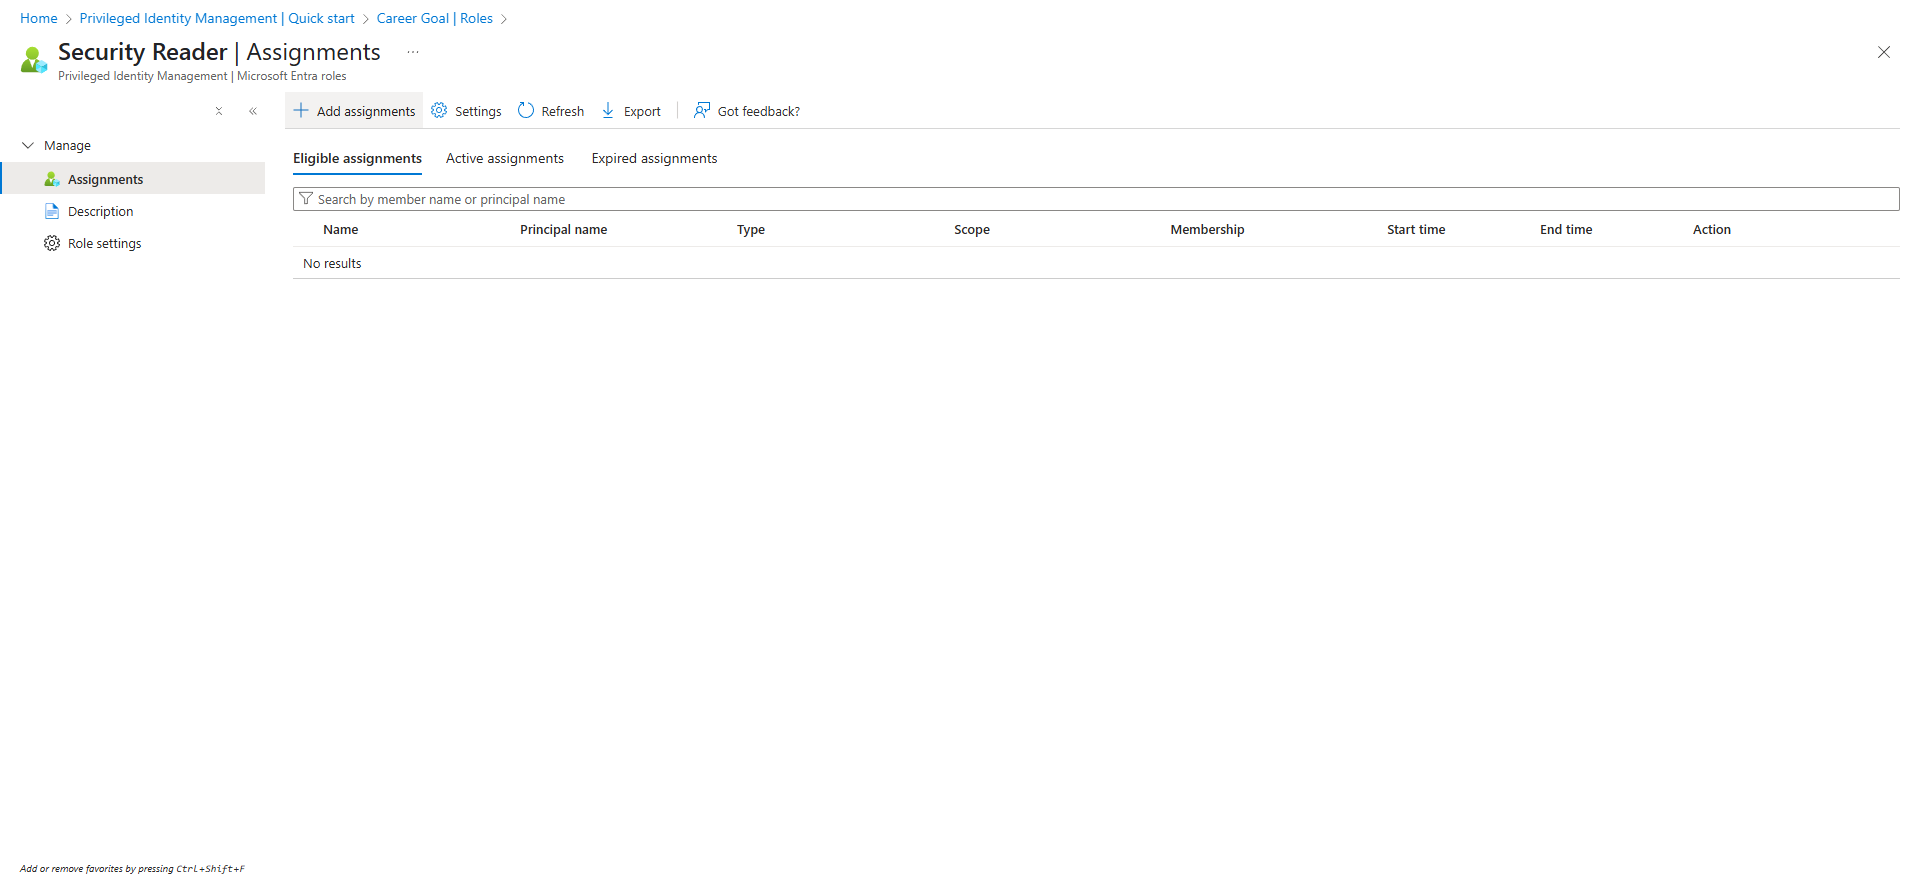 Home > Privileged Identity Management | Quick start > Career Goal | Roles >
Security Reader | Assignments ...
Privileged Identity Management | Microsoft Entra roles
Add assignments Settings Refresh Export Got feedback?
Manage
Assignments
Description
Role settings
Eligible assignments Active assignments Expired assignments
Search by member name or principal name
Name Principal name Type Scope Membership Start time End time Action
No results
Add or remove favorites by pressing Ctrl+Shift+F